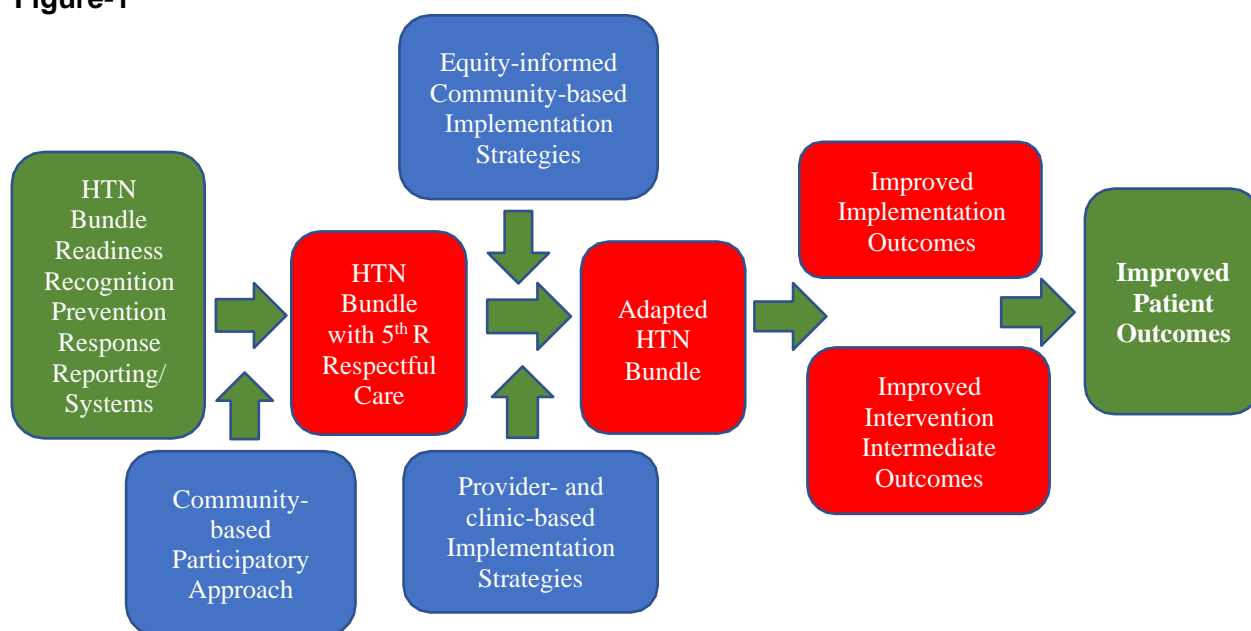 Figure-1
Equity-informed
Community-based
Implementation
Strategies
HTN
Bundle
Readiness
Recognition
Prevention
Response
Reporting/
Systems
Community-
based
Participatory
Approach
HTN
Bundle
with 5th R
Respectful
Care
Provider- and
clinic-based
Implementation
Strategies
Adapted
HTN
Bundle
Improved
Implementation
Outcomes
Improved
Intervention
Intermediate
Outcomes
Improved
Patient
Outcomes